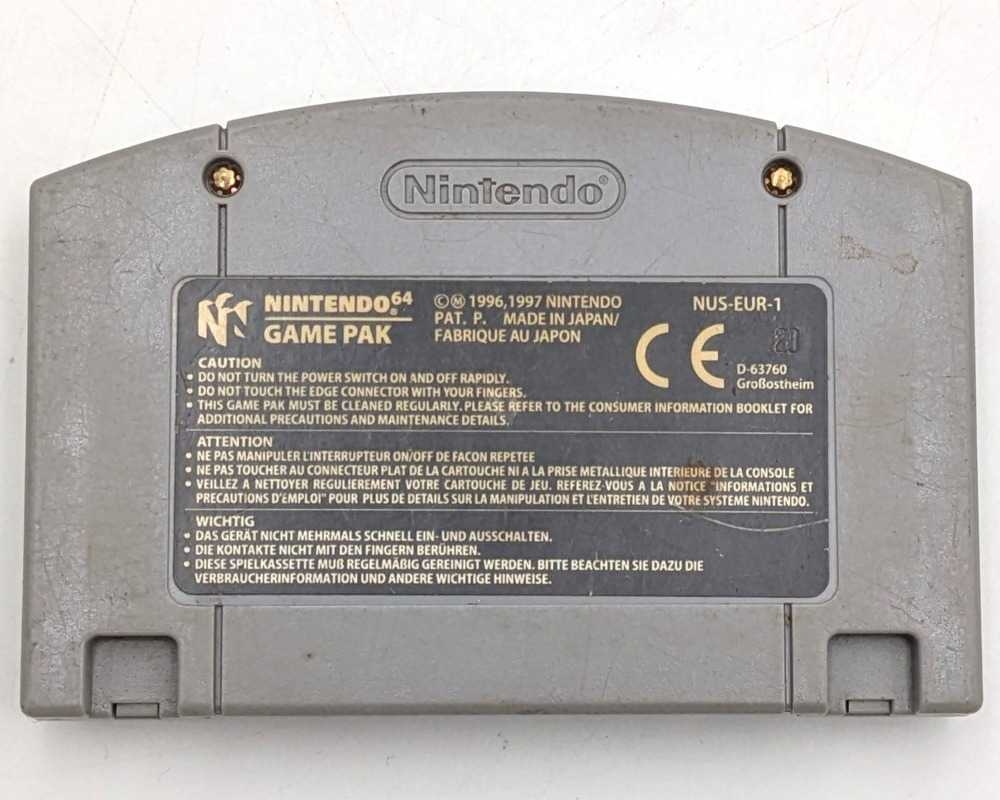 Nintendo®
NINTENDO®64
GAME PAK
©Ⓜ 1996,1997 NINTENDO
PAT. P. MADE IN JAPAN/
FABRIQUE AU JAPON
NUS-EUR-1
CE
20
D-63760
Großostheim
CAUTION
• DO NOT TURN THE POWER SWITCH ON AND OFF RAPIDLY.
• DO NOT TOUCH THE EDGE CONNECTOR WITH YOUR FINGERS.
• THIS GAME PAK MUST BE CLEANED REGULARLY. PLEASE REFER TO THE CONSUMER INFORMATION BOOKLET FOR
ADDITIONAL PRECAUTIONS AND MAINTENANCE DETAILS.
ATTENTION
• NE PAS MANIPULER L'INTERRUPTEUR ON/OFF DE FACON REPETEE
• NE PAS TOUCHER AU CONNECTEUR PLAT DE LA CARTOUCHE NI A LA PRISE METALLIQUE INTERIEURE DE LA CONSOLE
• VEILLEZ A NETTOYER REGULIEREMENT VOTRE CARTOUCHE DE JEU. REFEREZ-VOUS A LA NOTICE "INFORMATIONS ET
PRECAUTIONS D'EMPLOI" POUR PLUS DE DETAILS SUR LA MANIPULATION ET L'ENTRETIEN DE VOTRE SYSTEME NINTENDO.
WICHTIG
• DAS GERÄT NICHT MEHRMALS SCHNELL EIN- UND AUSSCHALTEN.
• DIE KONTAKTE NICHT MIT DEN FINGERN BERÜHREN.
• DIESE SPIELKASSETTE MUß REGELMÄßIG GEREINIGT WERDEN. BITTE BEACHTEN SIE DAZU DIE
VERBRAUCHERINFORMATION UND ANDERE WICHTIGE HINWEISE.